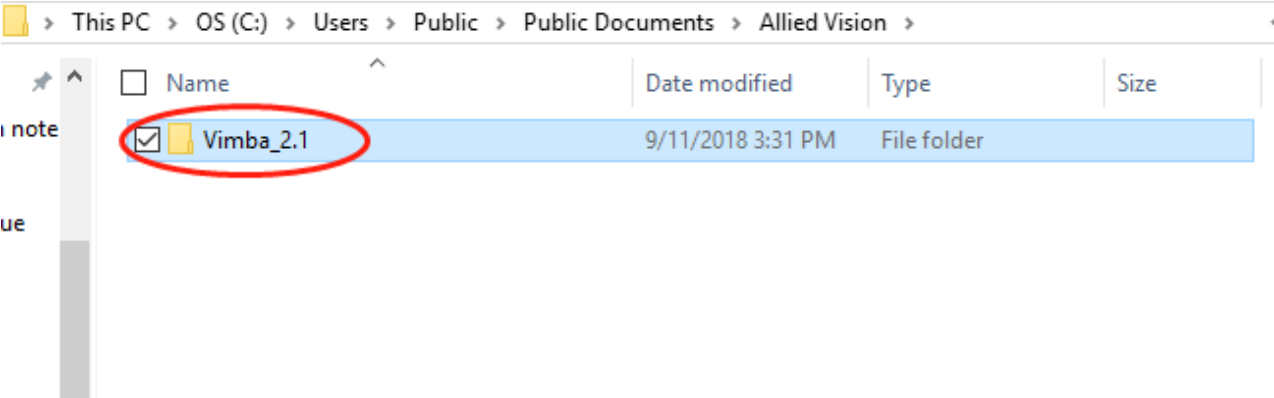 This PC > OS (C:) > Users > Public > Public Documents > Allied Vision >
Name Date modified Type Size
note
Vimba_2.1 9/11/2018 3:31 PM File folder
ue